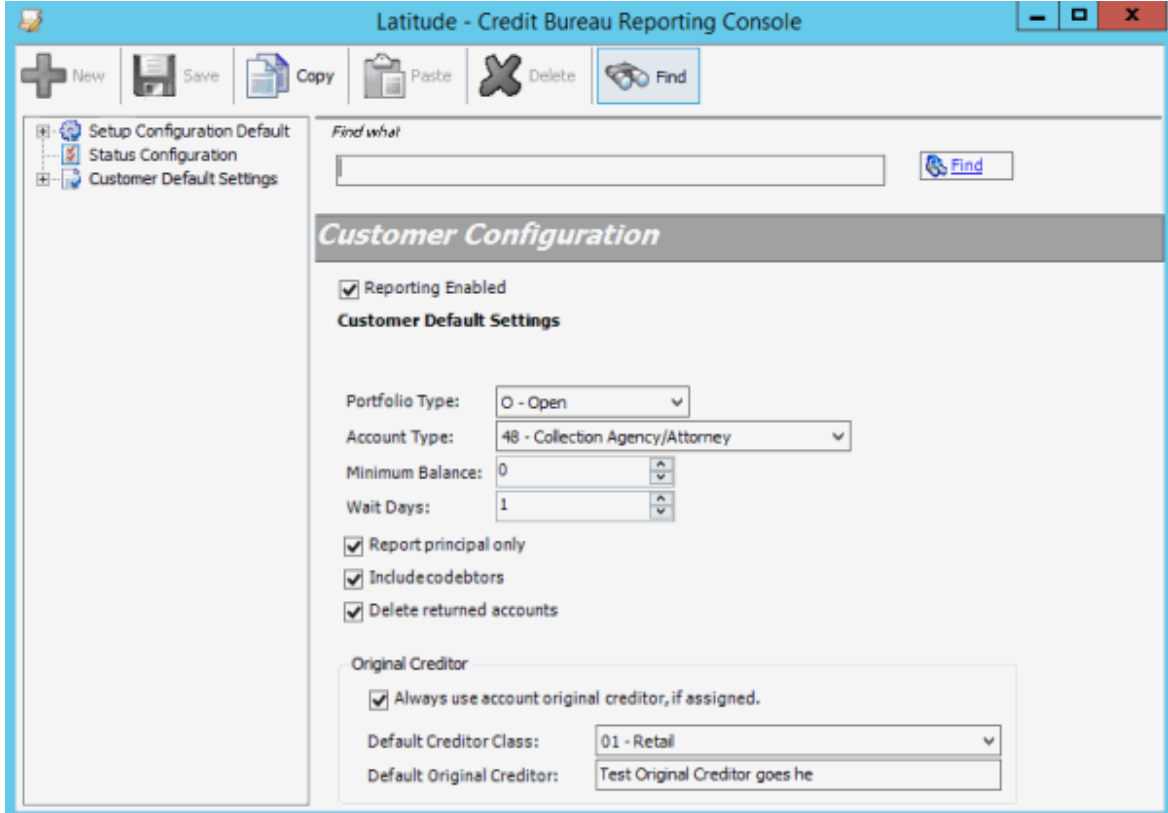 Latitude - Credit Bureau Reporting Console
New Save Copy Paste Delete Find
Setup Configuration Default
Status Configuration
Customer Default Settings
Find what
Find
Customer Configuration
Reporting Enabled
Customer Default Settings
Portfolio Type: O - Open
Account Type: 48 - Collection Agency/Attorney
Minimum Balance: 0
Wait Days: 1
Report principal only
Include codebtors
Delete returned accounts
Original Creditor
Always use account original creditor, if assigned.
Default Creditor Class: 01 - Retail
Default Original Creditor: Test Original Creditor goes he